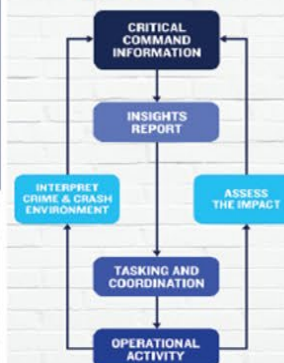 CRITICAL
COMMAND
INFORMATION
INSIGHTS
REPORT
INTERPRET
CRIME & CRASH
ENVIRONMENT
ASSESS
THE IMPACT
TASKING AND
COORDINATION
OPERATIONAL
ACTIVITY